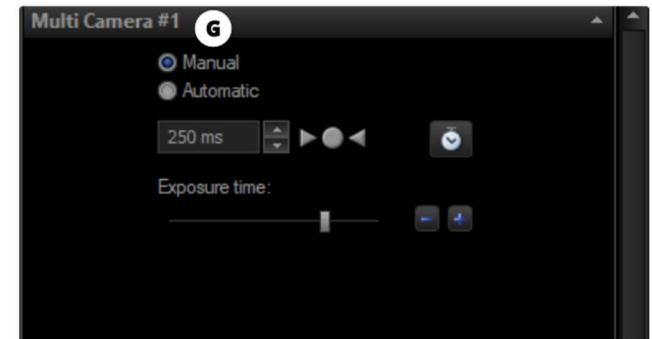 Multi Camera #1
G
Manual
Automatic
250 ms
Exposure time: